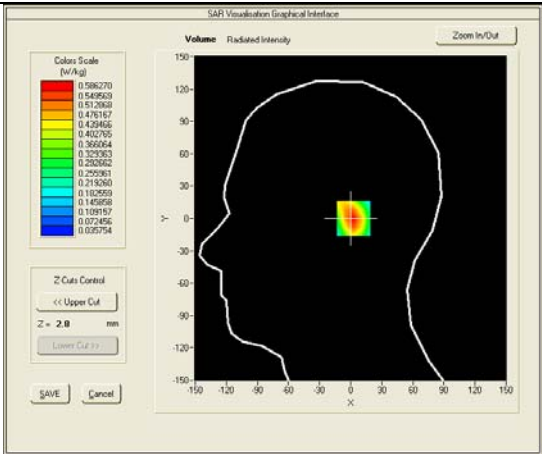 SAR Visualisation Graphical Interface
Volume Radiated Intensity
Zoom In/Out
Colors Scale
(W/kg)
0.586270
0.549569
0.512868
0.476167
0.439466
0.402765
0.366064
0.329363
0.292662
0.255961
0.219260
0.182559
0.145858
0.109157
0.072456
0.035754
Z-Cuts Control
<< Upper Cut
Z = 2.8 mm
Lower Cut >>
SAVE Cancel
150
120
90
60
30
0
-30
-60
-90
-120
-150
Y
-150 -120 -90 -60 -30 0 30 60 90 120 150
X